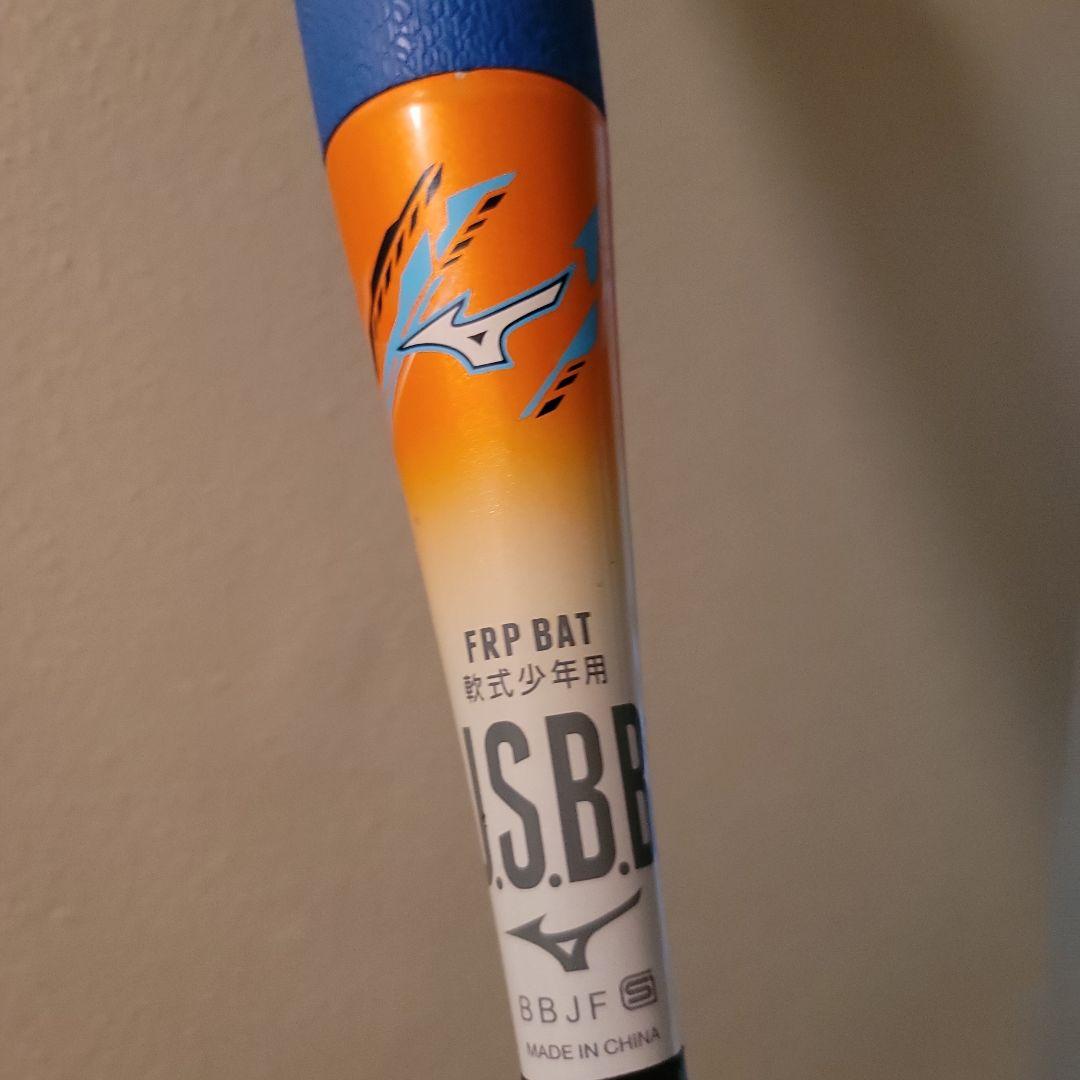 FRP BAT
軟式少年用
J.S.B.B
BBJF S
MADE IN CHINA